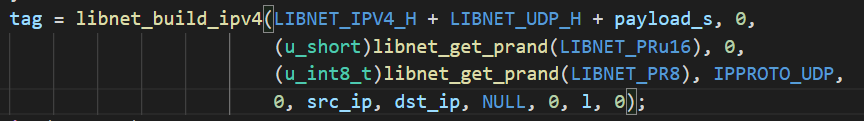 tag = libnet_build_ipv4(LIBNET_IPV4_H + LIBNET_UDP_H + payload_s, 0,
(u_short)libnet_get_prand(LIBNET_PRu16), 0,
(u_int8_t)libnet_get_prand(LIBNET_PR8), IPPROTO_UDP,
0, src_ip, dst_ip, NULL, 0, l, 0);